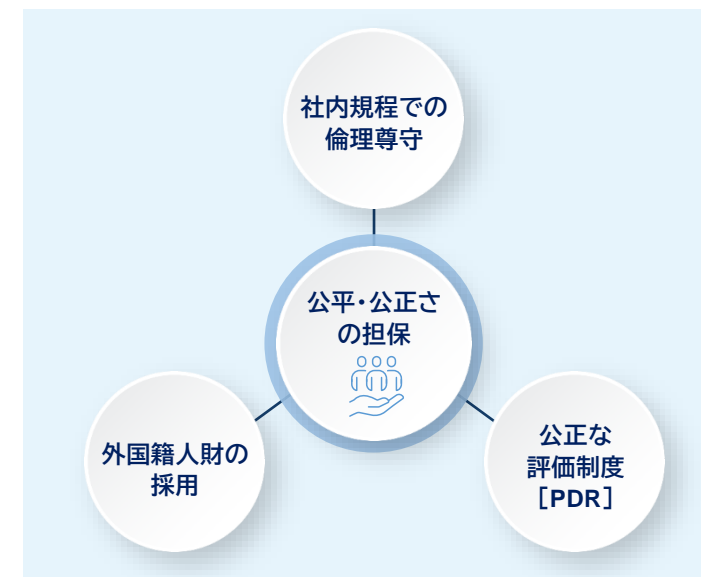 社内規程での
倫理尊守
公平・公正さ
の担保
外国籍人財の
採用
公正な
評価制度
［PDR］